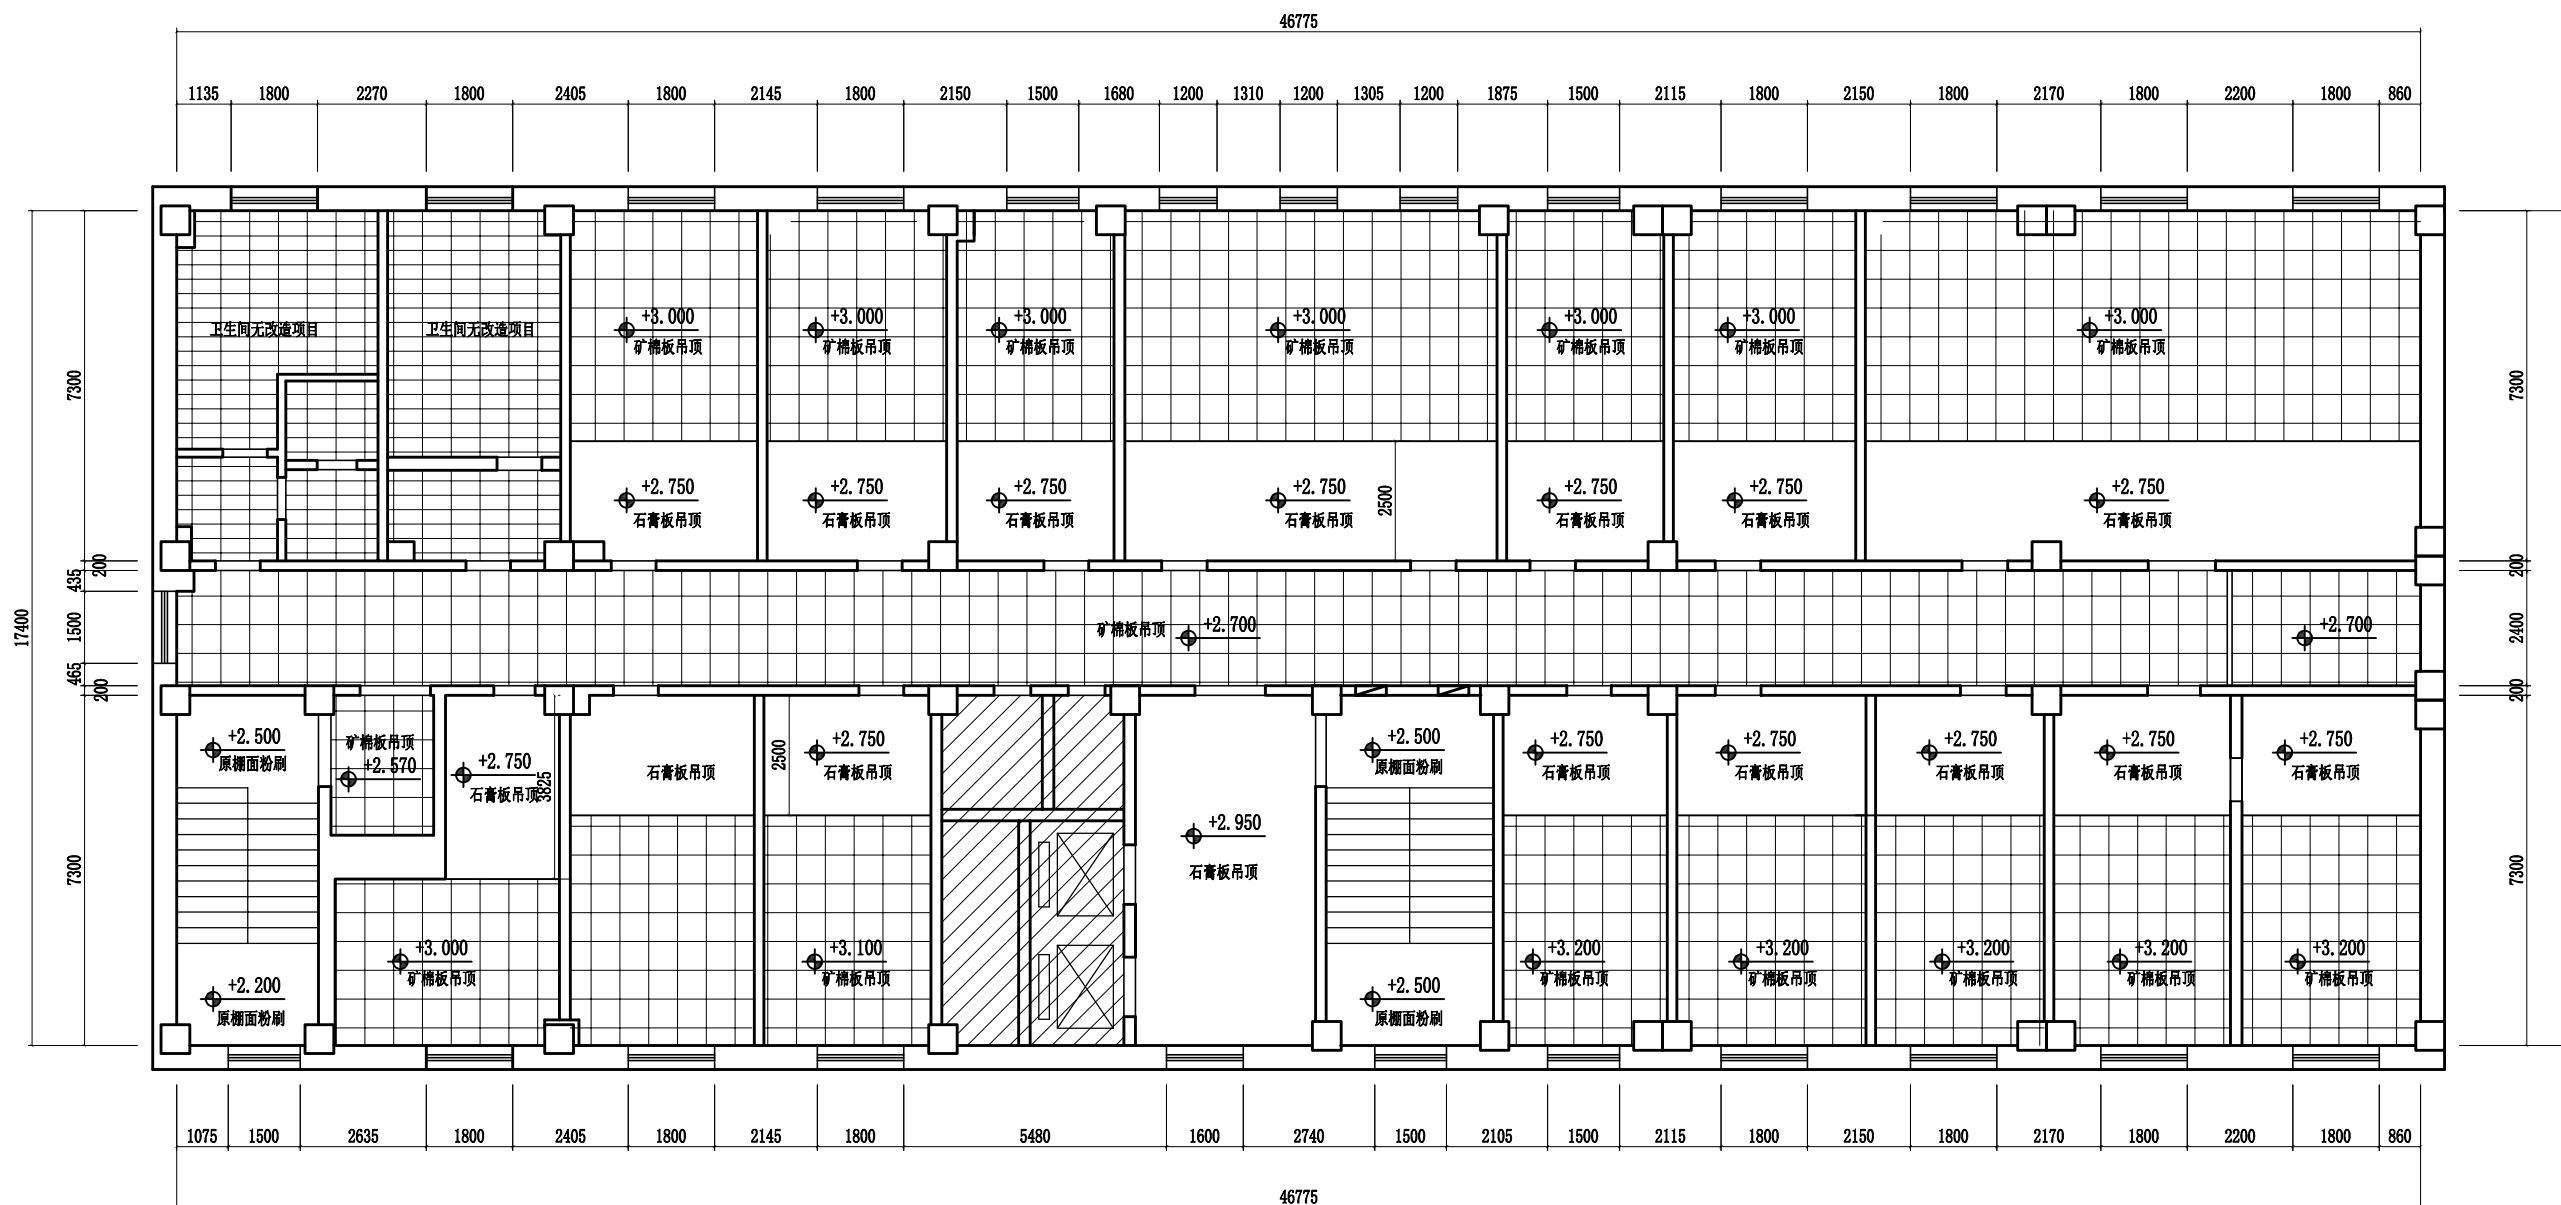 46775
1135 1800 2270 1800 2405 1800 2145 1800 2150 1500 1680 1200 1310 1200 1305 1200 1875 1500 2115 1800 2150 1800 2170 1800 2200 1800 860
+3.000 +3.000 +3.000 +3.000 +3.000 +3.000 +3.000
卫生间无改造项目 卫生间无改造项目
矿棉板吊顶 矿棉板吊顶 矿棉板吊顶 矿棉板吊顶 矿棉板吊顶 矿棉板吊顶 矿棉板吊顶
7300 7300
+2.750 +2.750 +2.750 +2.750 2500 +2.750 +2.750 +2.750
石膏板吊顶 石膏板吊顶 石膏板吊顶 石膏板吊顶 石膏板吊顶 石膏板吊顶 石膏板吊顶
200 200
435
17400 1500 矿棉板吊顶 +2.700 +2.700 2400
465
200 200
+2.500 矿棉板吊顶 +2.750 +2.500 +2.750 +2.750 +2.750 +2.750 +2.750
原棚面粉刷 +2.570 +2.750 石膏板吊顶 2500 石膏板吊顶 原棚面粉刷 石膏板吊顶 石膏板吊顶 石膏板吊顶 石膏板吊顶 石膏板吊顶
石膏板吊顶 3825
+2.950
7300 石膏板吊顶 7300
+3.000 +3.100 +3.200 +3.200 +3.200 +3.200 +3.200
矿棉板吊顶 矿棉板吊顶 矿棉板吊顶 矿棉板吊顶 矿棉板吊顶 矿棉板吊顶 矿棉板吊顶
+2.200 +2.500
原棚面粉刷 原棚面粉刷
1075 1500 2635 1800 2405 1800 2145 1800 5480 1600 2740 1500 2105 1500 2115 1800 2150 1800 2170 1800 2200 1800 860
46775